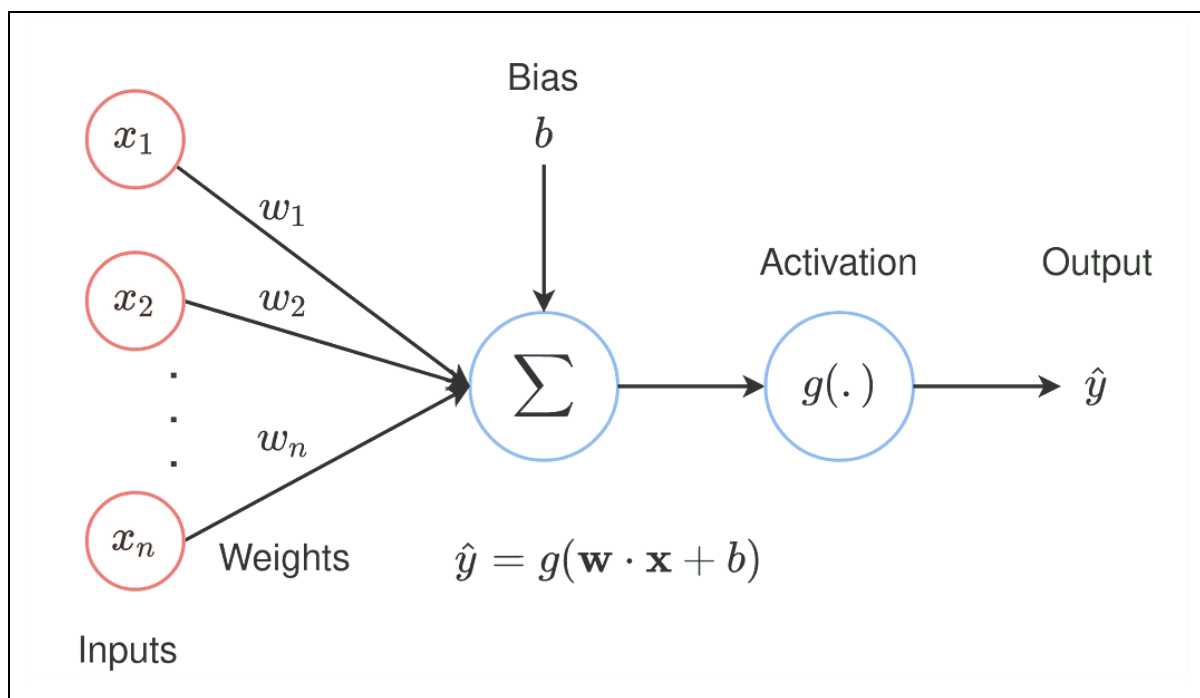 Bias
b
x₁
w₁
Activation
Output
x₂
w₂
∑
g(.)
ŷ
.
.
.
wₙ
xₙ
Weights
ŷ = g(w · x + b)
Inputs